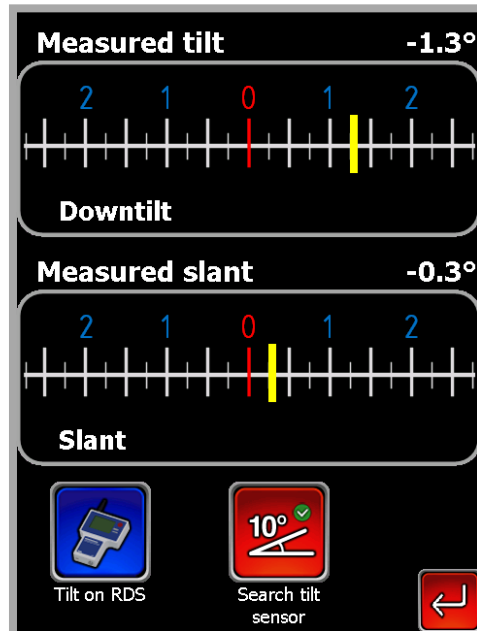 Measured tilt -1.3°
2 1 0 1 2
Downtilt
Measured slant -0.3°
2 1 0 1 2
Slant
10°
Tilt on RDS
Search tilt
sensor